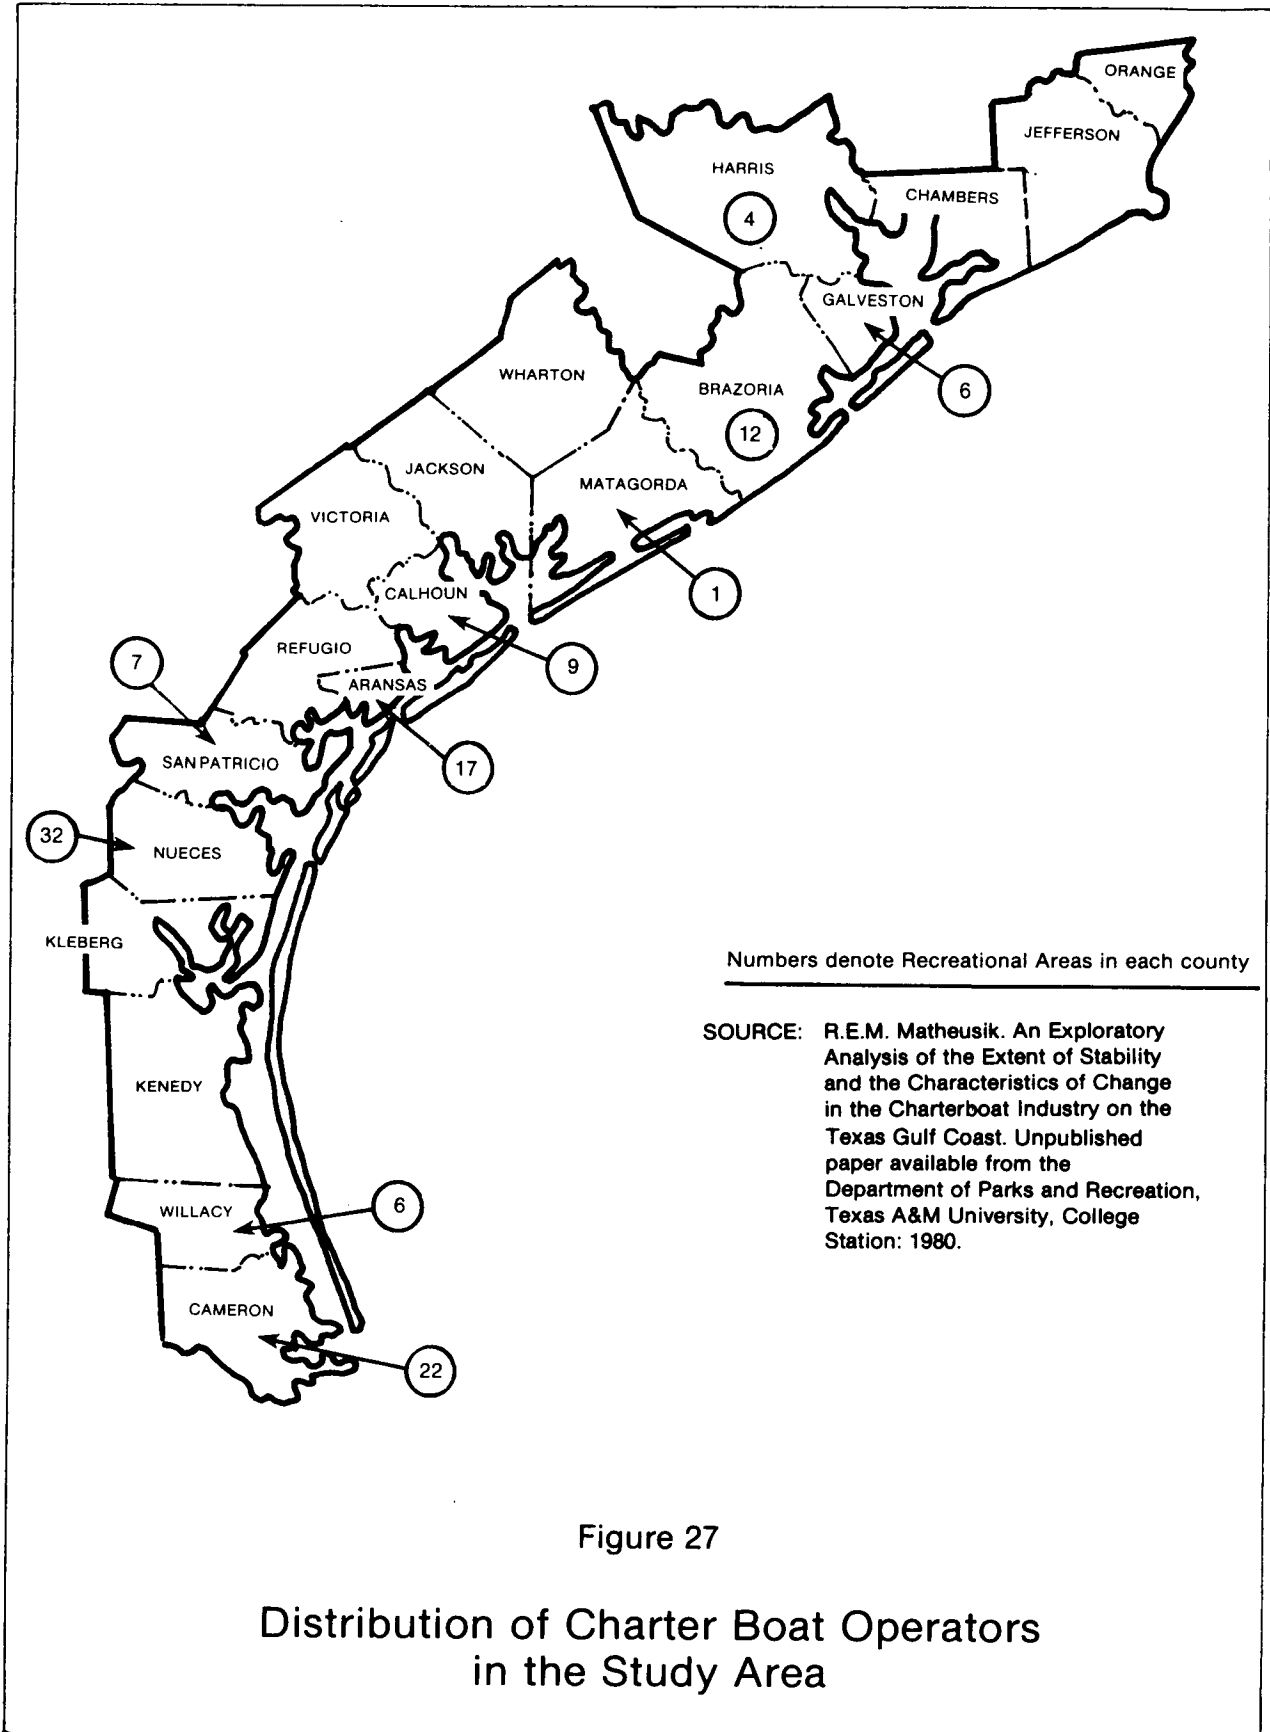 ORANGE
JEFFERSON
HARRIS
CHAMBERS
4
GALVESTON
6
WHARTON
BRAZORIA
12
JACKSON
MATAGORDA
VICTORIA
1
CALHOUN
REFUGIO
9
7
ARANSAS
SAN PATRICIO
17
32
NUECES
KLEBERG
Numbers denote Recreational Areas in each county
SOURCE: R.E.M. Matheusik. An Exploratory
Analysis of the Extent of Stability
and the Characteristics of Change
in the Charterboat Industry on the
Texas Gulf Coast. Unpublished
paper available from the
Department of Parks and Recreation,
Texas A&M University, College
Station: 1980.
KENEDY
WILLACY
6
CAMERON
22
Figure 27
Distribution of Charter Boat Operators
in the Study Area